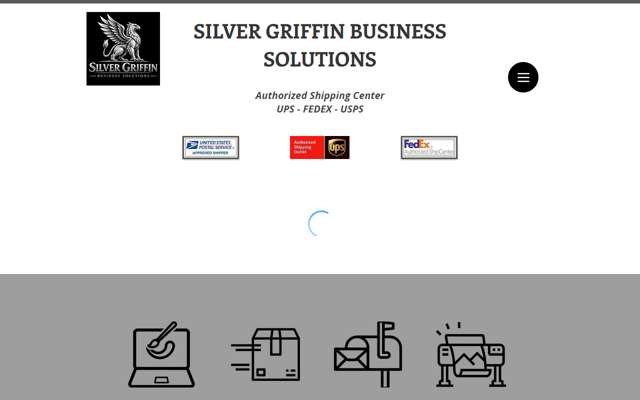 SILVER GRIFFIN
BUSINESS SOLUTIONS
SILVER GRIFFIN BUSINESS
SOLUTIONS
Authorized Shipping Center
UPS - FEDEX - USPS
UNITED STATES
POSTAL SERVICE
APPROVED SHIPPER
Authorized
Shipping
Outlet
ups
FedEx
Authorized ShipCenter